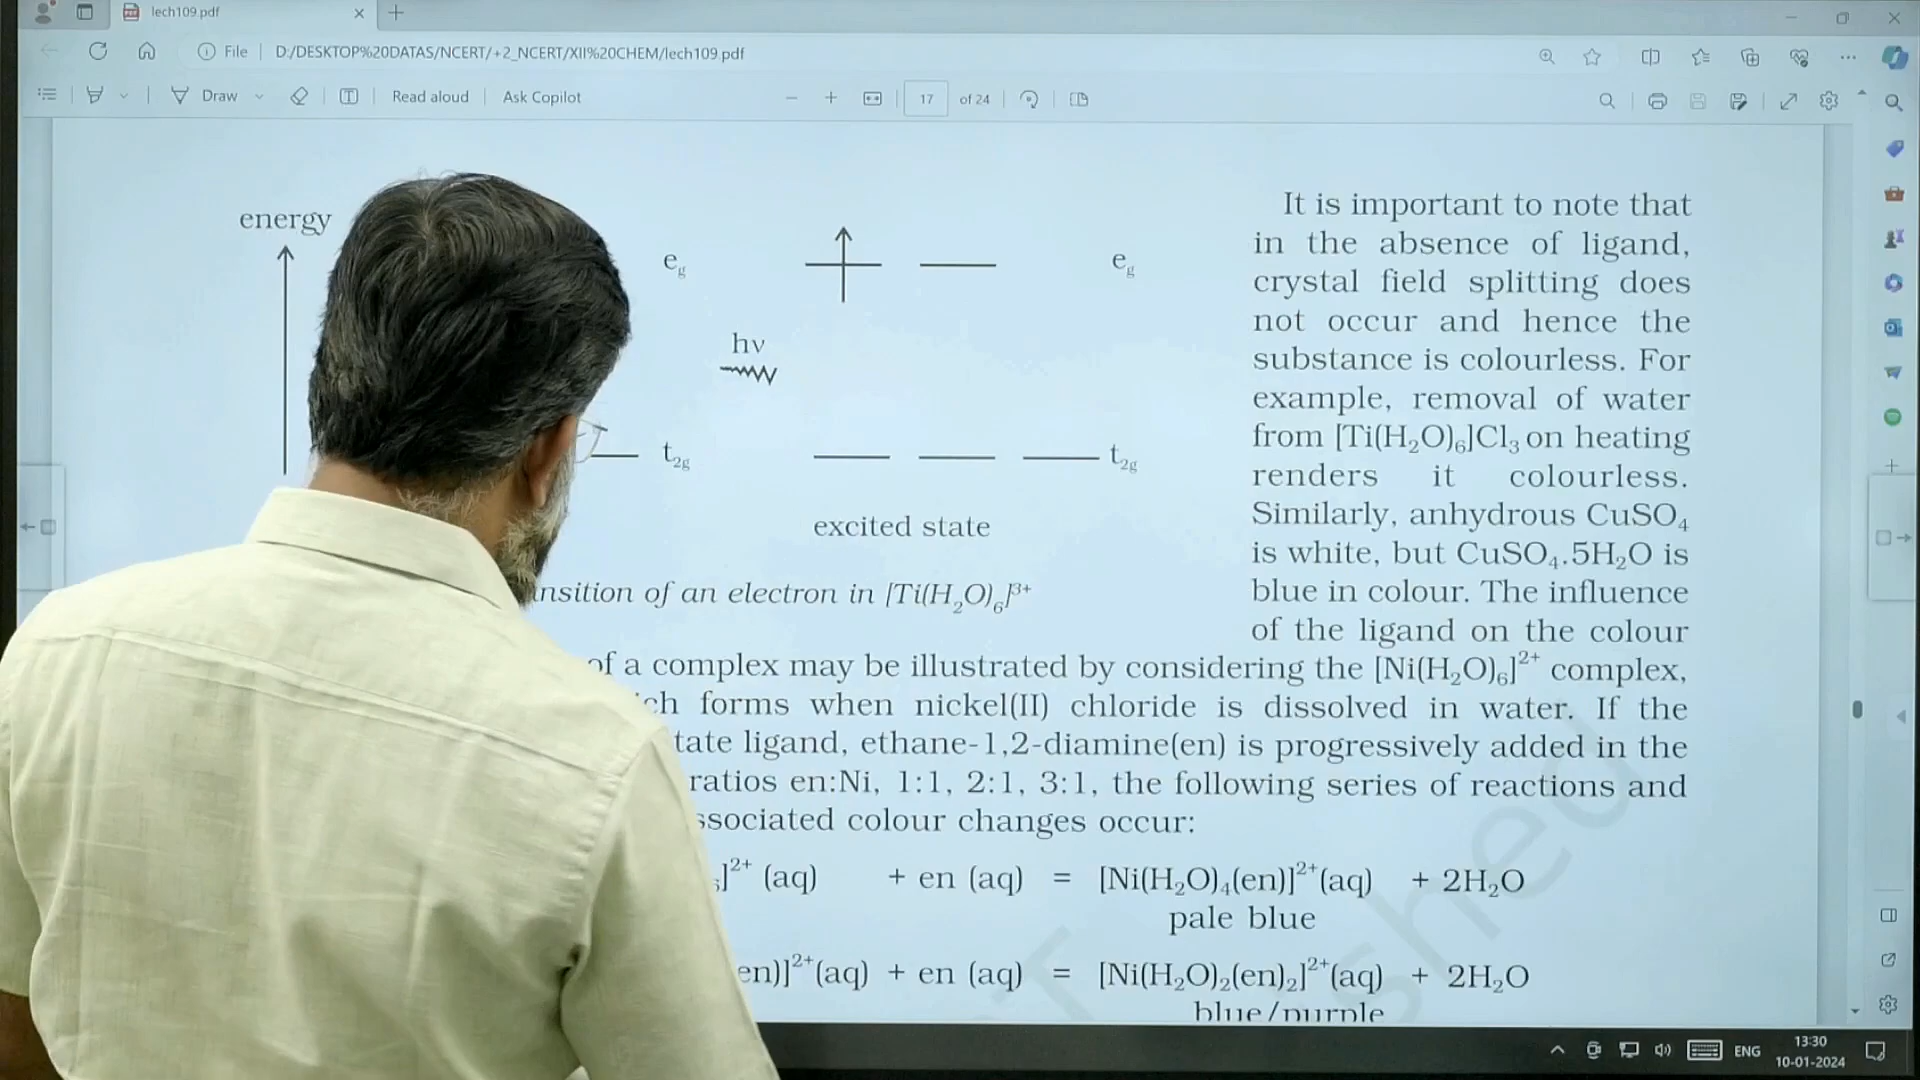 lech109.pdf
File
D:/DESKTOP%20DATAS/NCERT/+2_NCERT/XII%20CHEM/lech109.pdf
Draw
Read aloud
Ask Copilot
17 of 24
energy
e_g
e_g
hν
t_2g
t_2g
excited state
of an electron in [Ti(H₂O)₆]³⁺
It is important to note that
in the absence of ligand,
crystal field splitting does
not occur and hence the
substance is colourless. For
example, removal of water
from [Ti(H₂O)₆]Cl₃ on heating
renders it colourless.
Similarly, anhydrous CuSO₄
is white, but CuSO₄.5H₂O is
blue in colour. The influence
of the ligand on the colour
of a complex may be illustrated by considering the [Ni(H₂O)₆]²⁺ complex,
forms when nickel(II) chloride is dissolved in water. If the
ligand, ethane-1,2-diamine(en) is progressively added in the
ratios en:Ni, 1:1, 2:1, 3:1, the following series of reactions and
colour changes occur:
]²⁺ (aq) + en (aq) = [Ni(H₂O)₄(en)]²⁺(aq) + 2H₂O
pale blue
en)]²⁺(aq) + en (aq) = [Ni(H₂O)₂(en)₂]²⁺(aq) + 2H₂O
blue/purple
ENG
13:30
10-01-2024